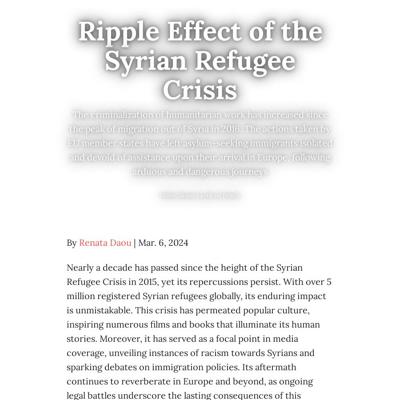 Ripple Effect of the
Syrian Refugee
Crisis
The criminalization of humanitarian work has increased since
the peak of migration out of Syria in 2016. The actions taken by
EU member states have left asylum-seeking immigrants isolated
and devoid of assistance upon their arrival in Europe, following
arduous and dangerous journeys.
By Renata Daou | Mar. 6, 2024
Nearly a decade has passed since the height of the Syrian
Refugee Crisis in 2015, yet its repercussions persist. With over 5
million registered Syrian refugees globally, its enduring impact
is unmistakable. This crisis has permeated popular culture,
inspiring numerous films and books that illuminate its human
stories. Moreover, it has served as a focal point in media
coverage, unveiling instances of racism towards Syrians and
sparking debates on immigration policies. Its aftermath
continues to reverberate in Europe and beyond, as ongoing
legal battles underscore the lasting consequences of this